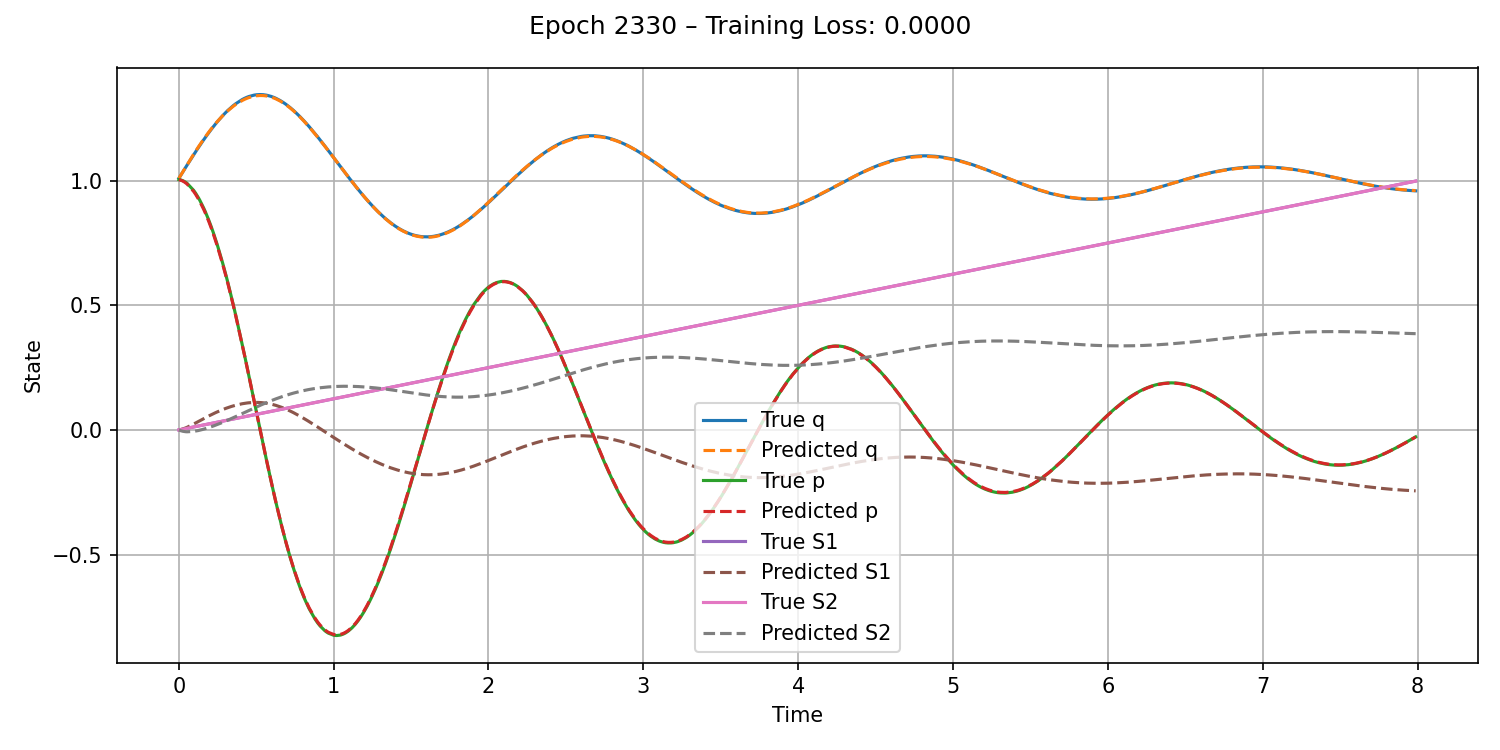 Epoch 2330 – Training Loss: 0.0000
State
1.0
0.5
0.0
−0.5
True q
Predicted q
True p
Predicted p
True S1
Predicted S1
True S2
Predicted S2
0 1 2 3 4 5 6 7 8
Time